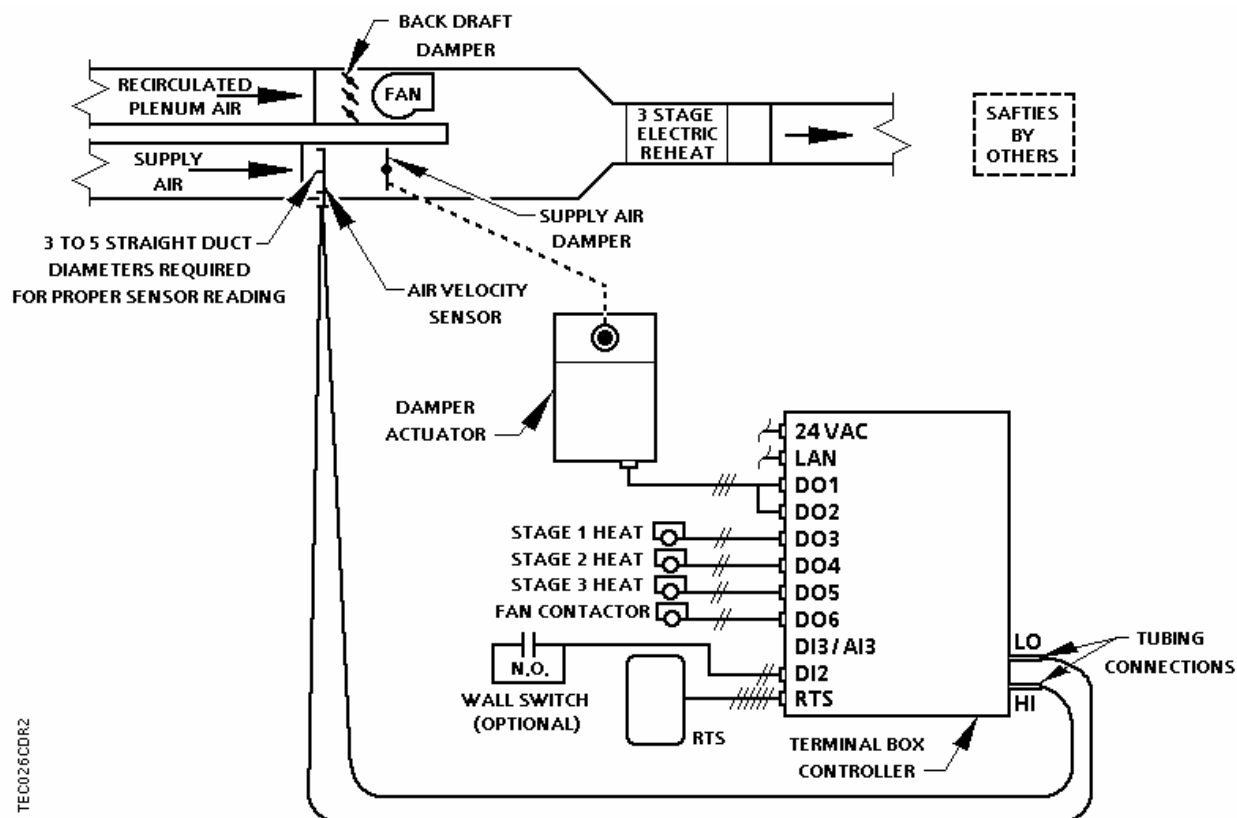 BACK DRAFT
DAMPER
RECIRCULATED
PLENUM AIR
FAN
3 STAGE
ELECTRIC
REHEAT
SAFTIES
BY
OTHERS
SUPPLY
AIR
SUPPLY AIR
DAMPER
3 TO 5 STRAIGHT DUCT
DIAMETERS REQUIRED
FOR PROPER SENSOR READING
AIR VELOCITY
SENSOR
DAMPER
ACTUATOR
24 VAC
LAN
DO1
DO2
STAGE 1 HEAT
DO3
STAGE 2 HEAT
DO4
STAGE 3 HEAT
DO5
FAN CONTACTOR
DO6
DI3 / AI3
N.O.
DI2
WALL SWITCH
(OPTIONAL)
RTS
RTS
LO
HI
TUBING
CONNECTIONS
TERMINAL BOX
CONTROLLER
TEC026CDR2